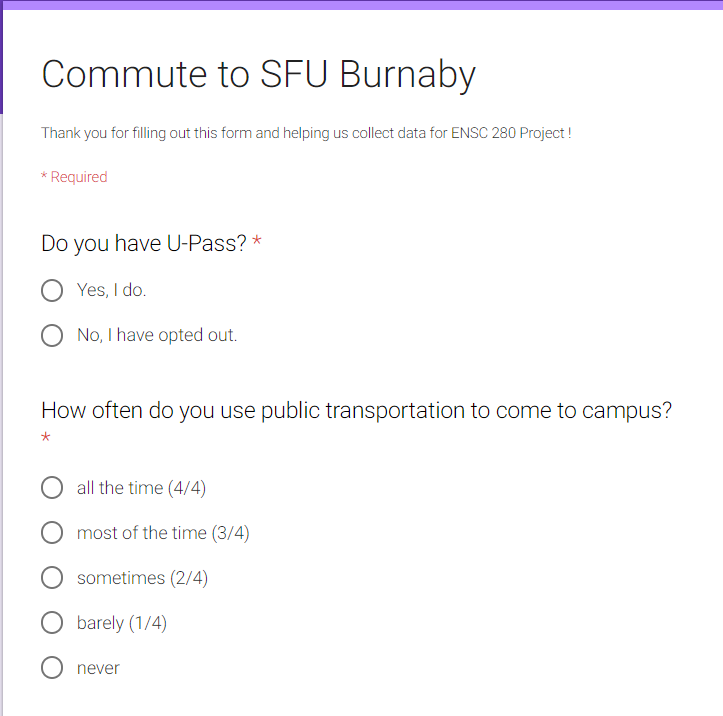 Commute to SFU Burnaby
Thank you for filling out this form and helping us collect data for ENSC 280 Project !
* Required
Do you have U-Pass? *
Yes, I do.
No, I have opted out.
How often do you use public transportation to come to campus?
*
all the time (4/4)
most of the time (3/4)
sometimes (2/4)
barely (1/4)
never